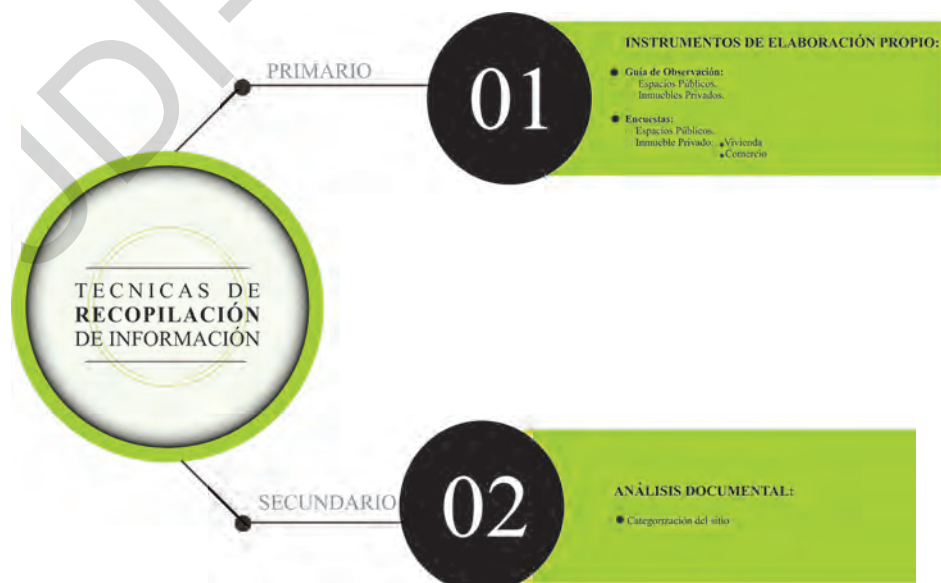 TECNICAS DE
RECOPILACIÓN
DE INFORMACIÓN
PRIMARIO
01
INSTRUMENTOS DE ELABORACIÓN PROPIO:
Guía de Observación:
Espacios Públicos.
Inmuebles Privados.
Encuestas:
Espacios Públicos.
Inmueble Privado: Vivienda
Comercio
SECUNDARIO
02
ANÁLISIS DOCUMENTAL:
Categorización del sitio